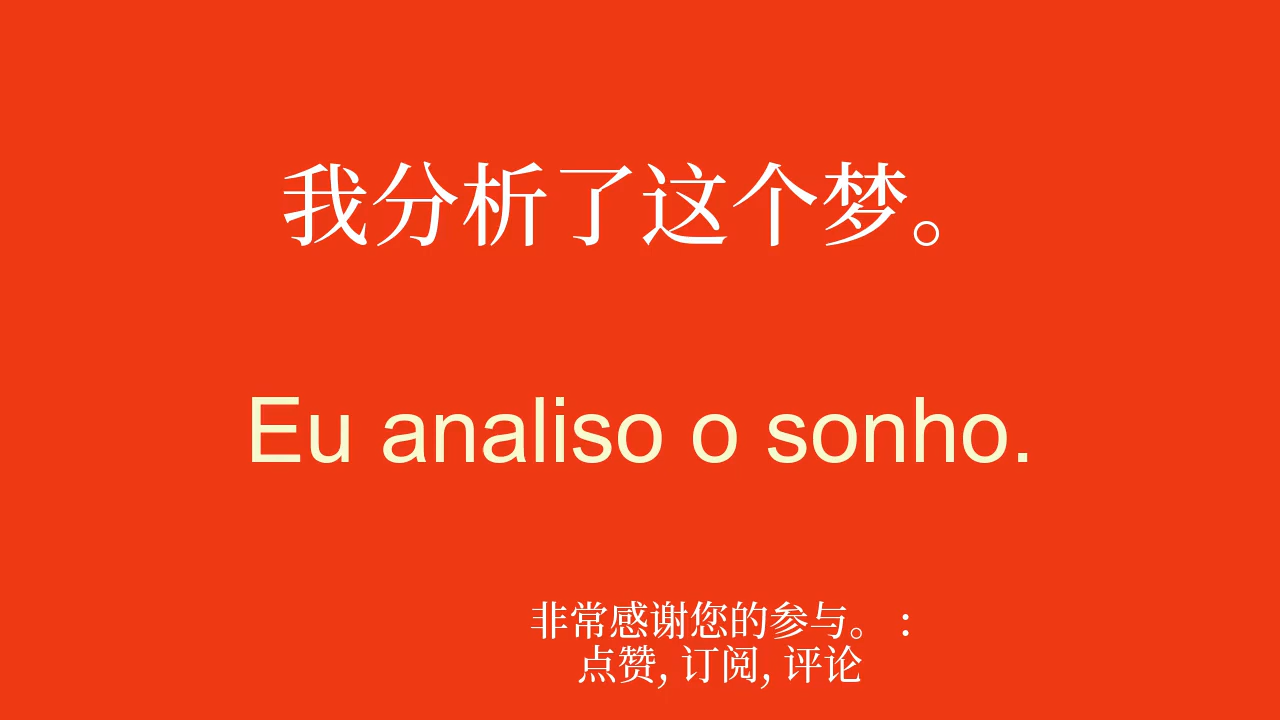 我分析了这个梦。
Eu analiso o sonho.
非常感谢您的参与。 :
点赞, 订阅, 评论